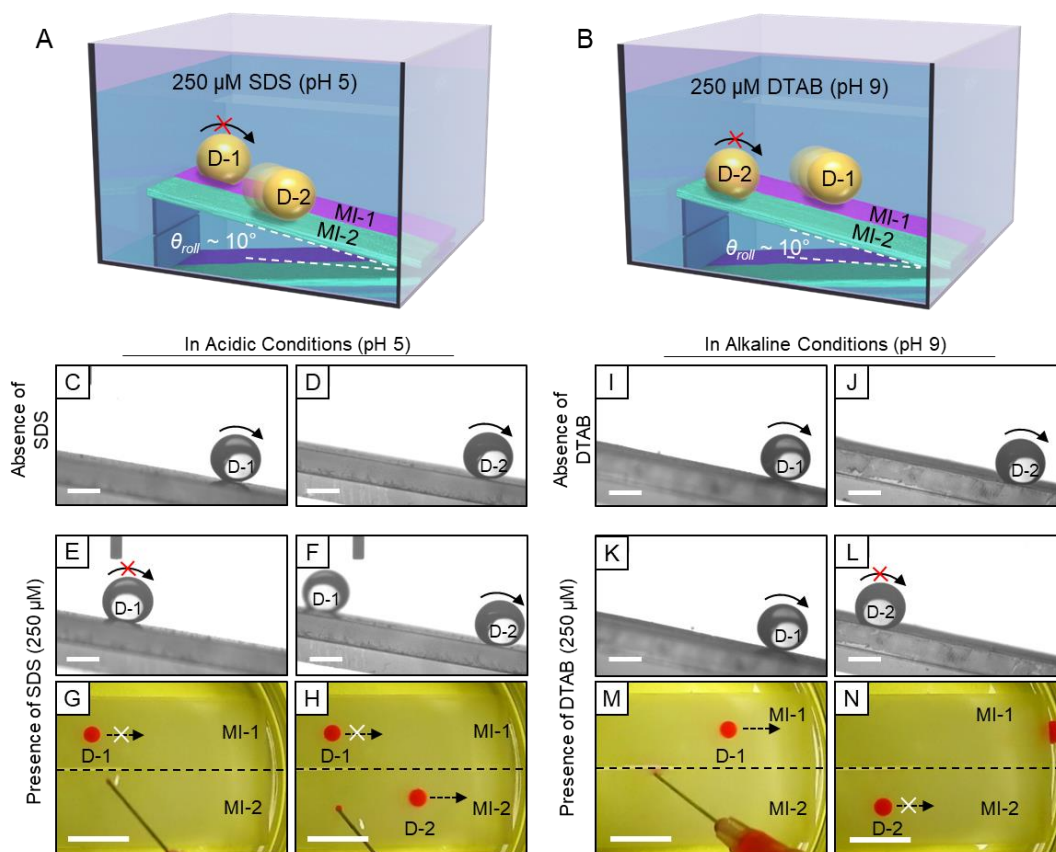 A
250 µM SDS (pH 5)
D-1
D-2
MI-1
MI-2
θroll ~ 10°
B
250 µM DTAB (pH 9)
D-2
D-1
MI-1
MI-2
θroll ~ 10°
In Acidic Conditions (pH 5)
In Alkaline Conditions (pH 9)
Absence of
SDS
C
D-1
D
D-2
Absence of
DTAB
I
D-1
J
D-2
Presence of SDS (250 µM)
E
D-1
F
D-1
D-2
Presence of DTAB (250 µM)
K
D-1
L
D-2
G
MI-1
D-1
MI-2
H
MI-1
D-1
MI-2
D-2
M
MI-1
D-1
MI-2
N
MI-1
MI-2
D-2